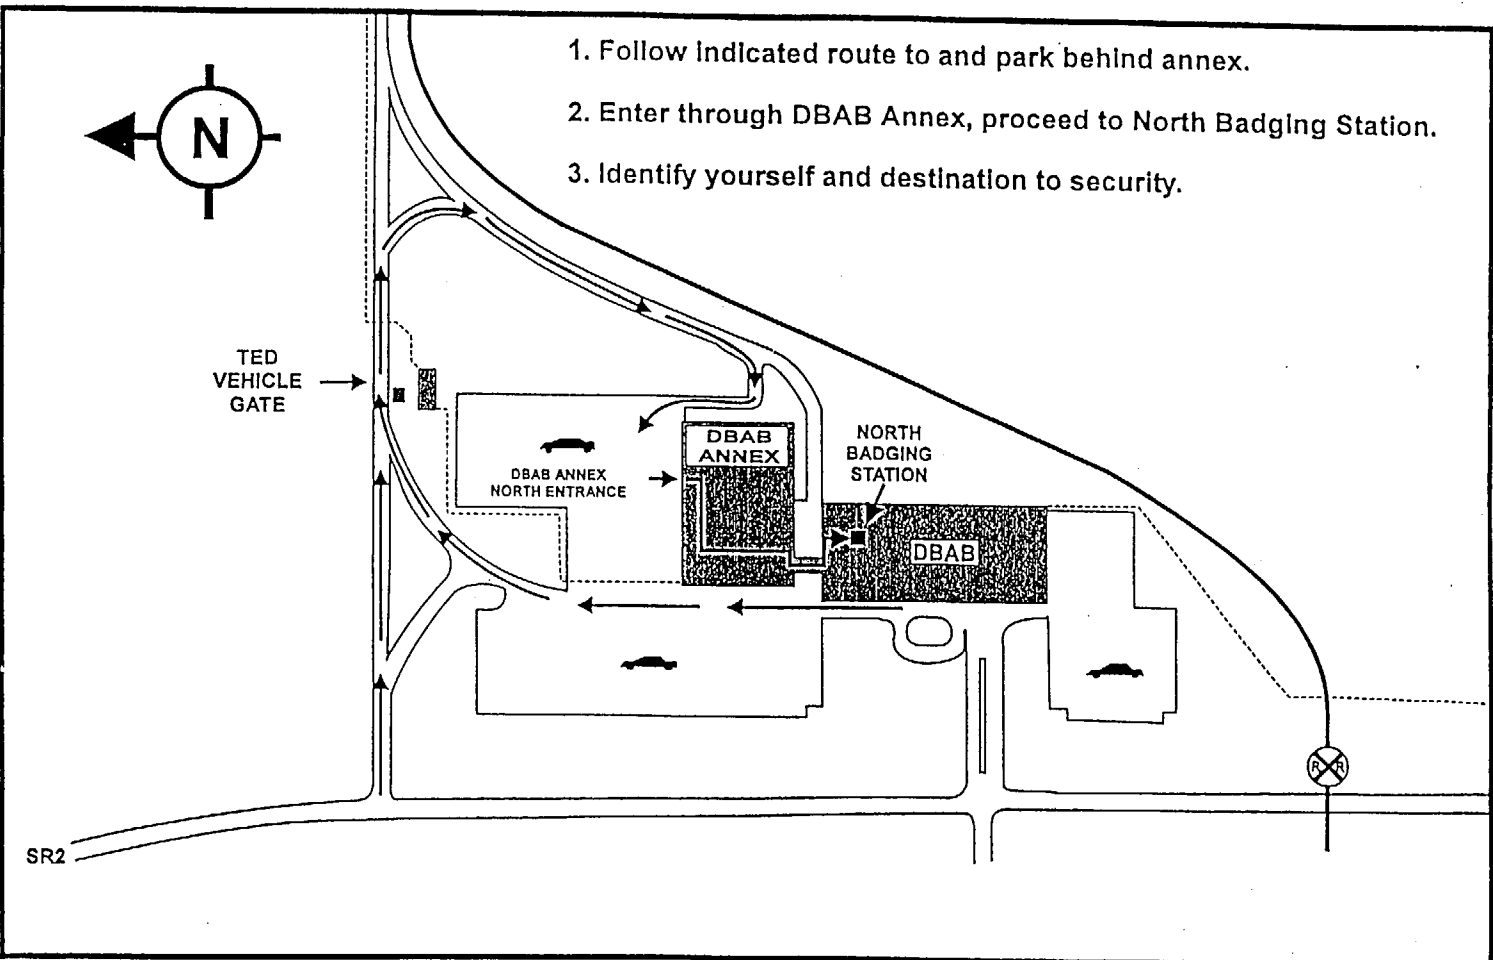 1. Follow indicated route to and park behind annex.
2. Enter through DBAB Annex, proceed to North Badging Station.
3. Identify yourself and destination to security.
N
TED
VEHICLE
GATE
DBAB
ANNEX
NORTH
BADGING
STATION
DBAB ANNEX
NORTH ENTRANCE
DBAB
R R
SR2